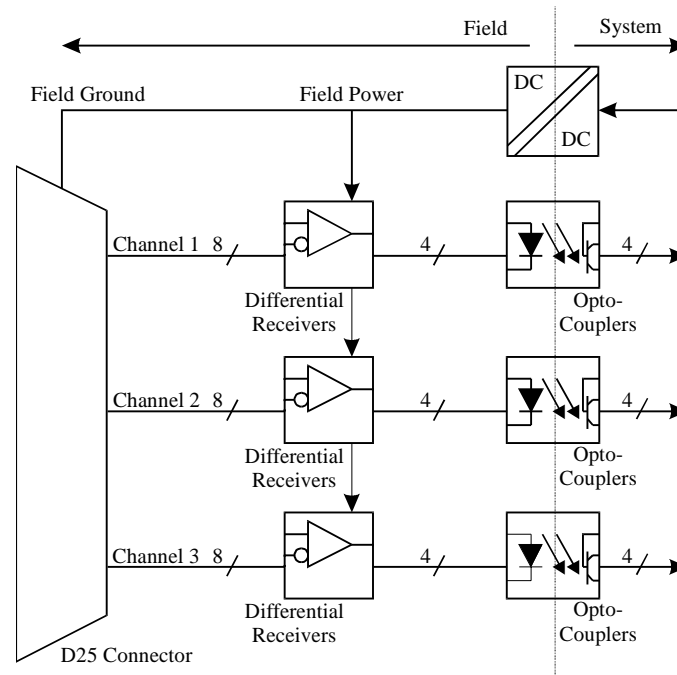 Field System
DC
DC
Field Ground Field Power
Channel 1 8 4 4
Differential
Receivers
Opto-
Couplers
Channel 2 8 4 4
Differential
Receivers
Opto-
Couplers
Channel 3 8 4 4
Differential
Receivers
Opto-
Couplers
D25 Connector